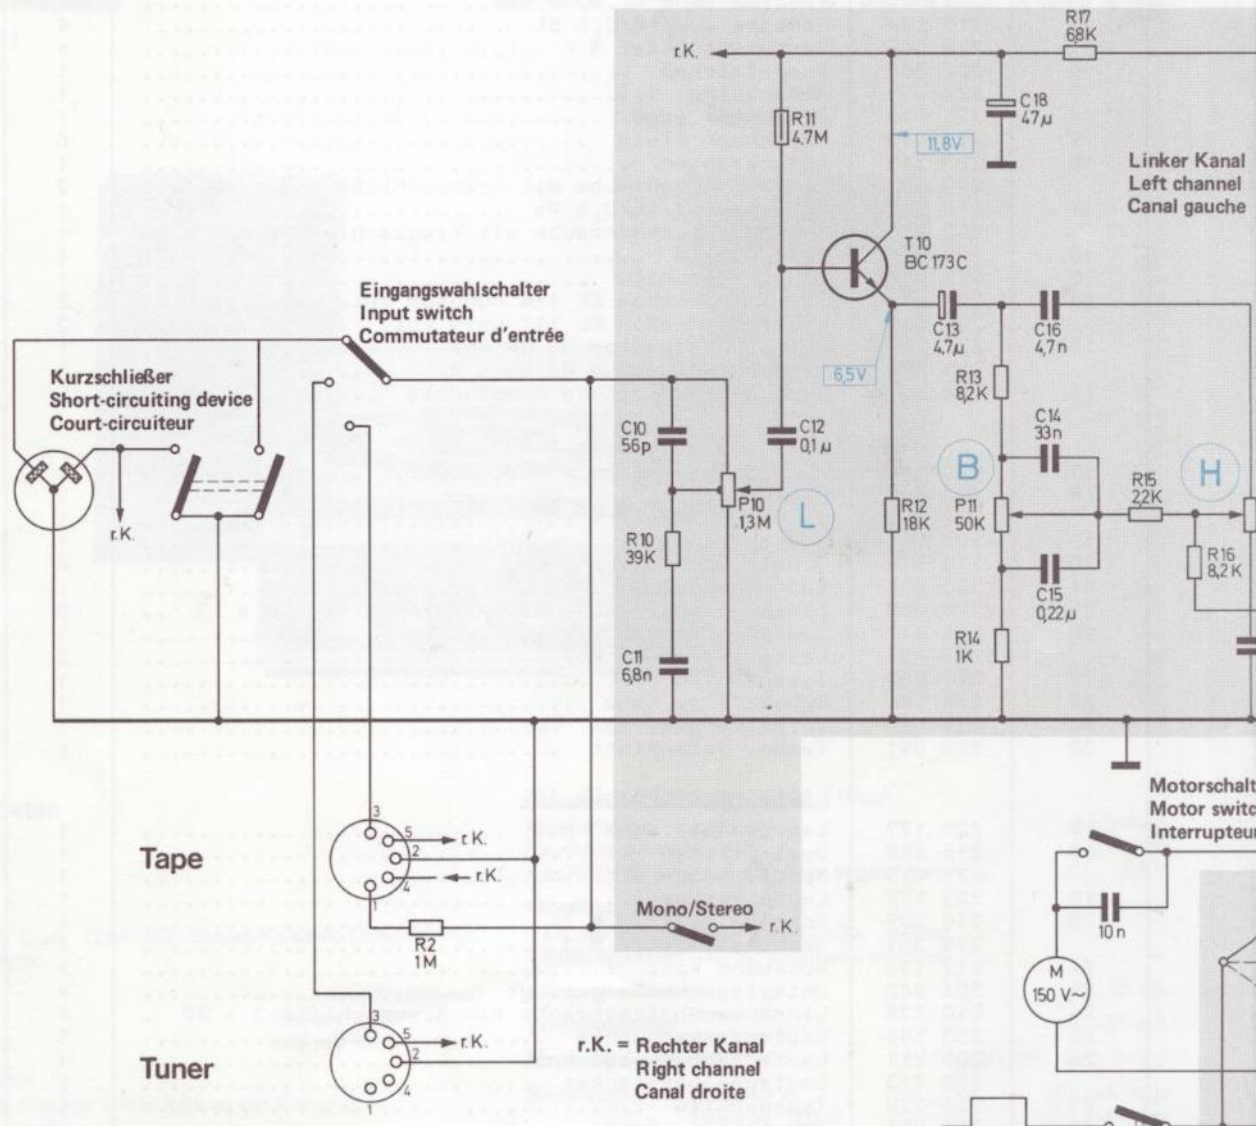 R17
68K
r.K.
C18
47µ
R11
4.7M
11,8V
Linker Kanal
Left channel
Canal gauche
T10
BC 173C
Eingangswahlschalter
Input switch
Commutateur d'entrée
C13
4,7µ
C16
4,7n
6,5V
Kurzschließer
Short-circuiting device
Court-circuiteur
R13
8,2K
C10
56p
C12
0,1µ
C14
33n
B
H
L
P10
1,3M
R12
18K
P11
50K
R15
22K
r.K.
R10
39K
R16
8,2K
C15
0,22µ
C11
6,8n
R14
1K
Motorschalt
Motor switc
Interrupteur
Tape
3
5
r.K.
2
r.K.
4
1
R2
1M
Mono/Stereo
r.K.
10n
M
150 V~
Tuner
3
5
r.K.
2
4
1
r.K. = Rechter Kanal
Right channel
Canal droite